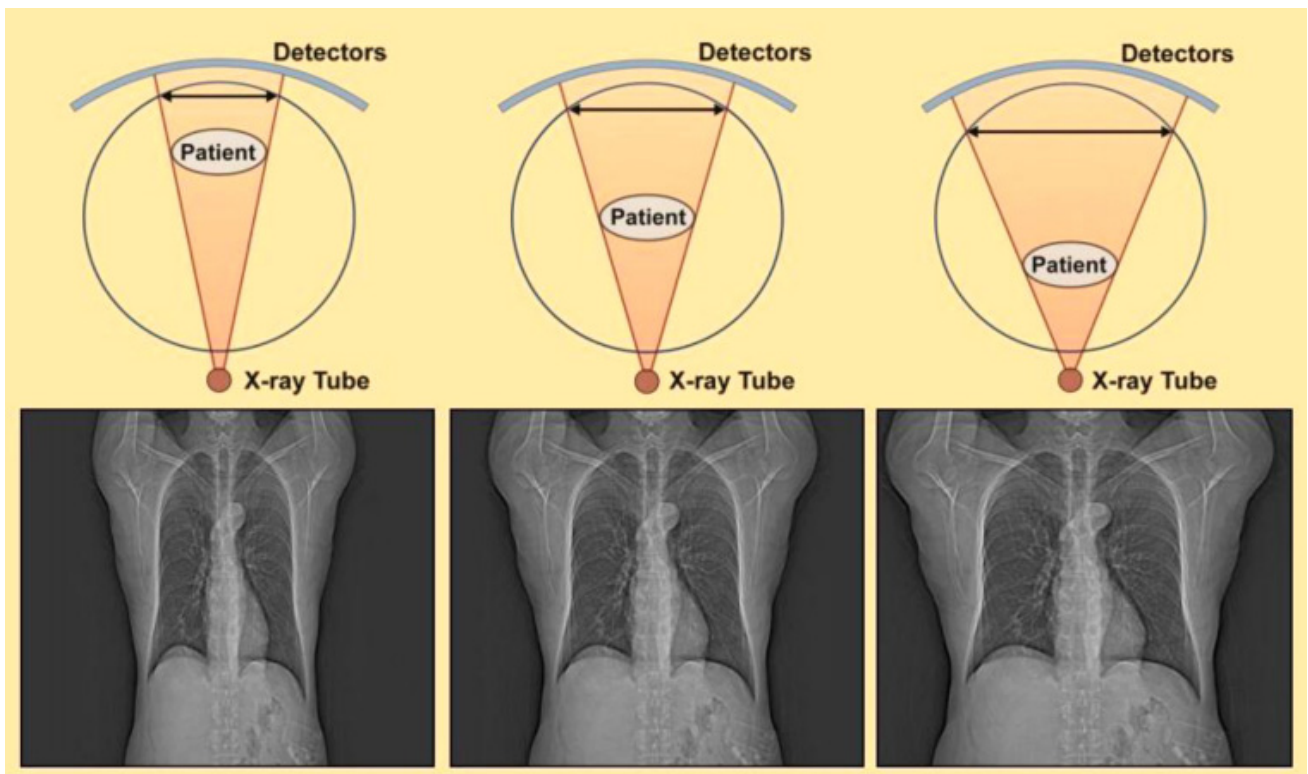 Detectors
Patient
X-ray Tube
Detectors
Patient
X-ray Tube
Detectors
Patient
X-ray Tube